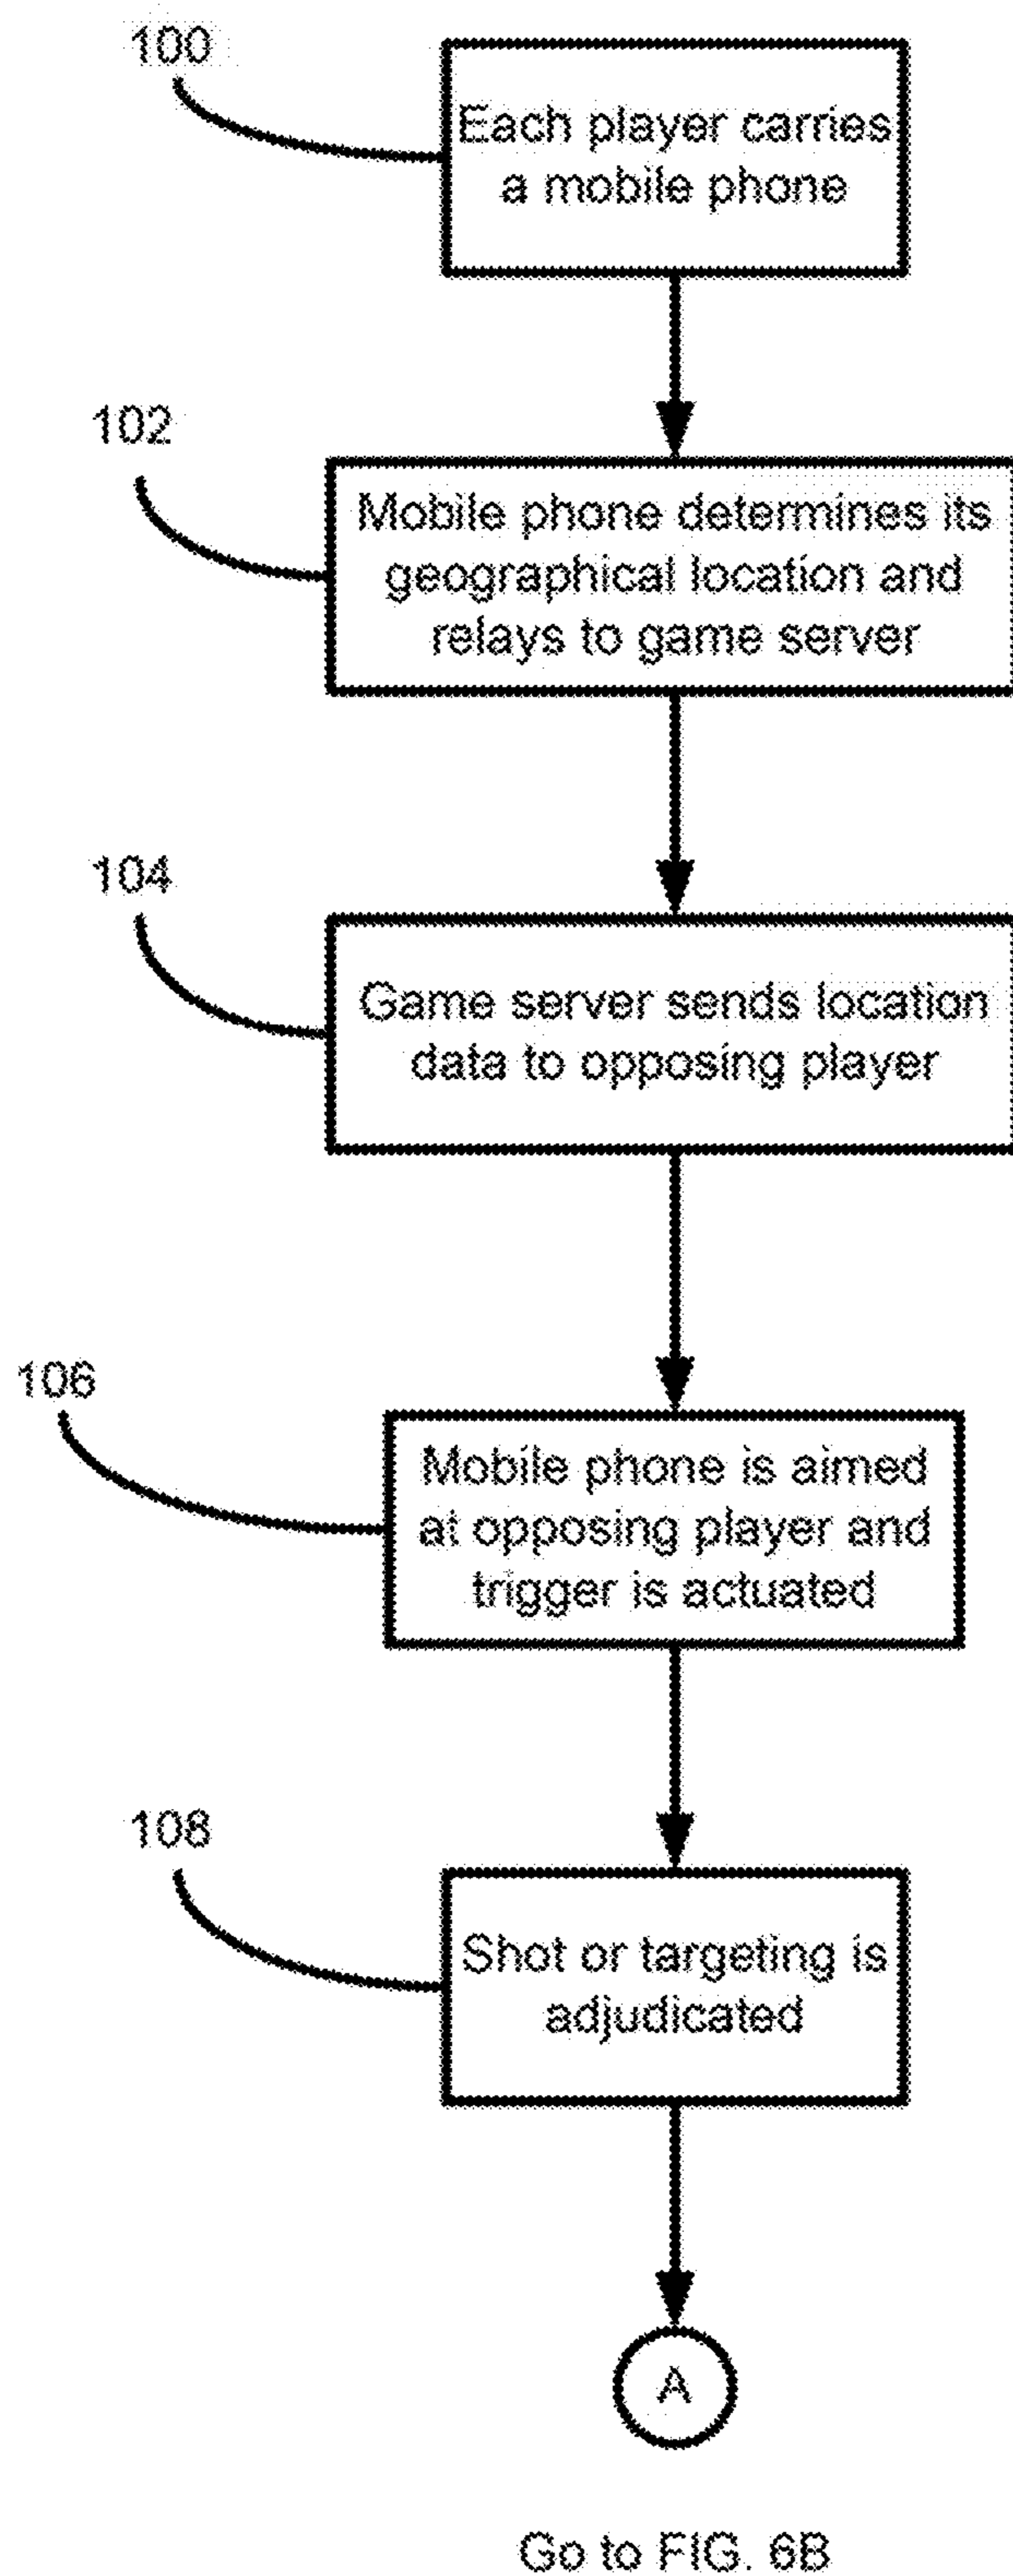 100
Each player carries
a mobile phone
102
Mobile phone determines its
geographical location and
relays to game server
104
Game server sends location
data to opposing player
106
Mobile phone is aimed
at opposing player and
trigger is actuated
108
Shot or targeting is
adjudicated
A
Go to FIG. 6B